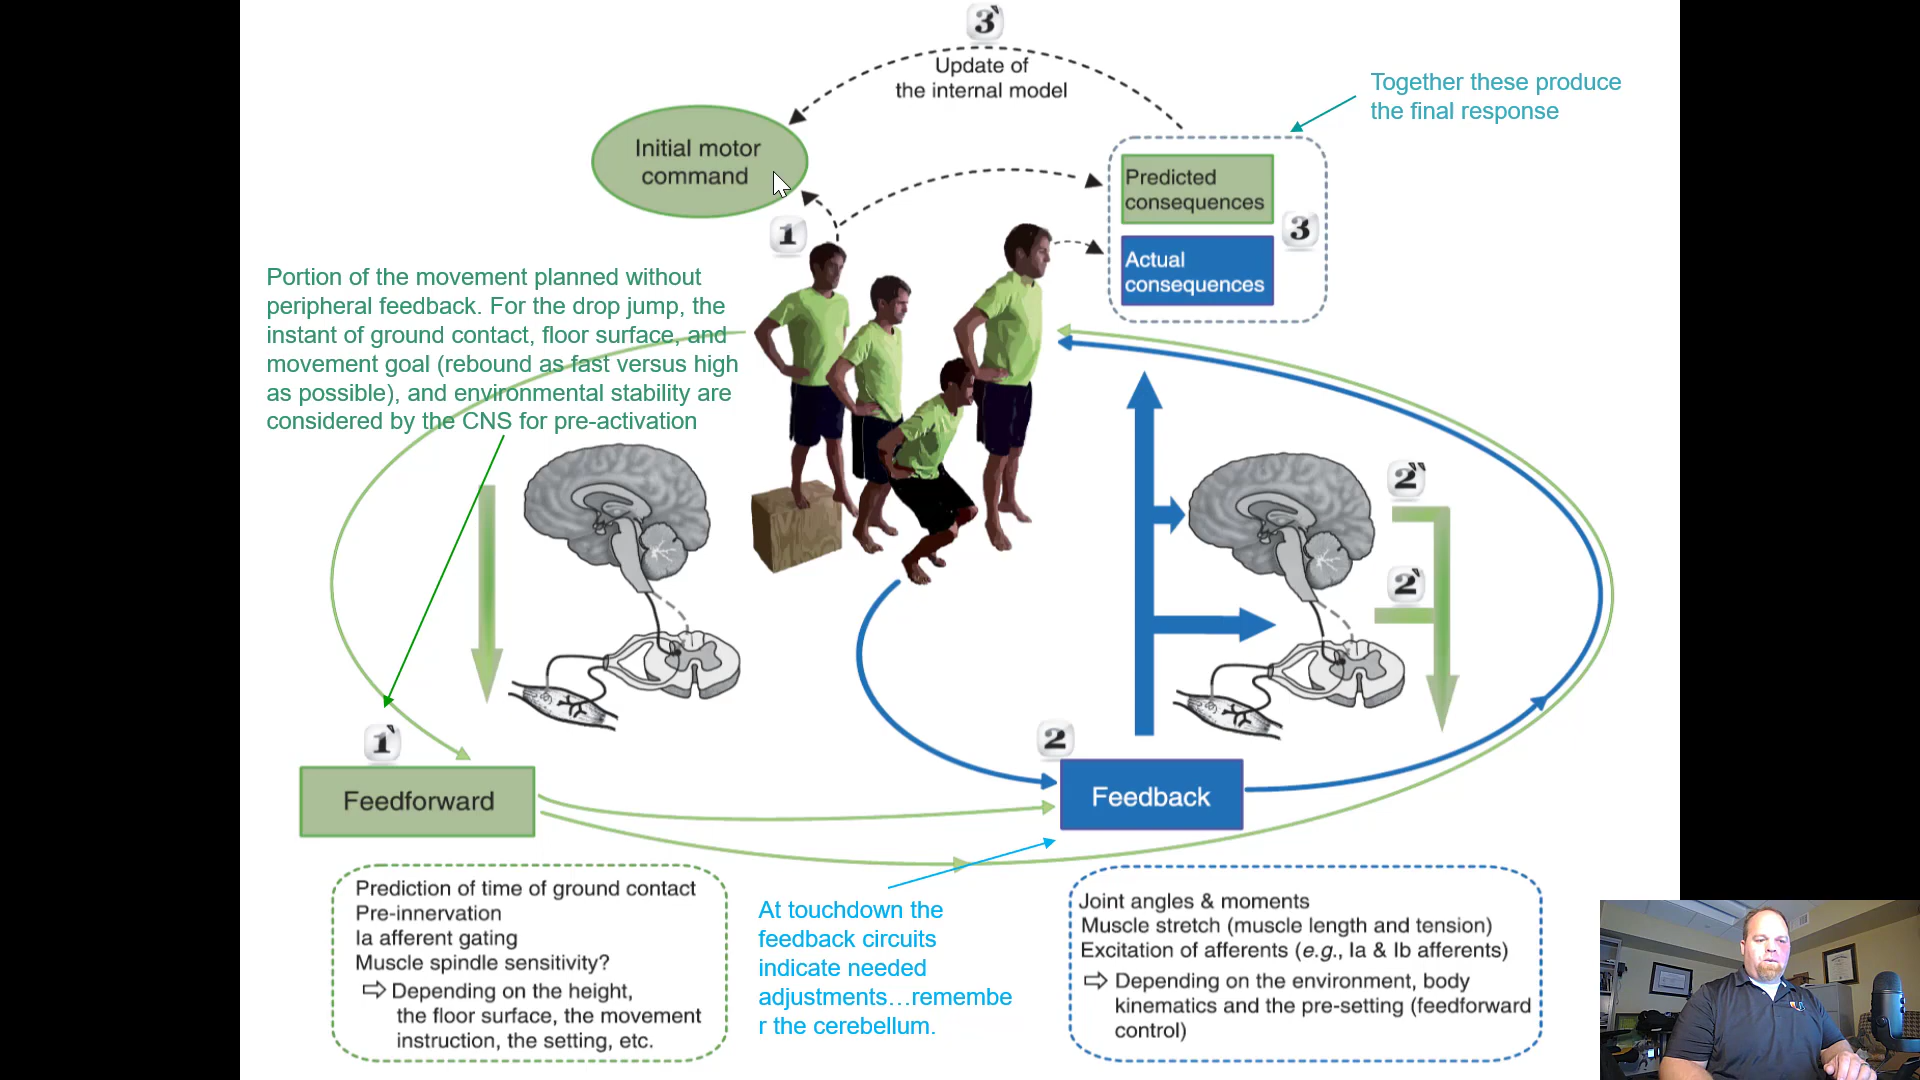 3`
Update of
the internal model
Together these produce
the final response
Initial motor
command
Predicted
consequences
3
Actual
consequences
1
Portion of the movement planned without
peripheral feedback. For the drop jump, the
instant of ground contact, floor surface, and
movement goal (rebound as fast versus high
as possible), and environmental stability are
considered by the CNS for pre-activation
2``
2`
1`
2
Feedforward
Feedback
Prediction of time of ground contact
Pre-innervation
Ia afferent gating
Muscle spindle sensitivity?
⇨ Depending on the height,
the floor surface, the movement
instruction, the setting, etc.
At touchdown the
feedback circuits
indicate needed
adjustments…remembe
r the cerebellum.
Joint angles & moments
Muscle stretch (muscle length and tension)
Excitation of afferents (e.g., Ia & Ib afferents)
⇨ Depending on the environment, body
kinematics and the pre-setting (feedforward
control)